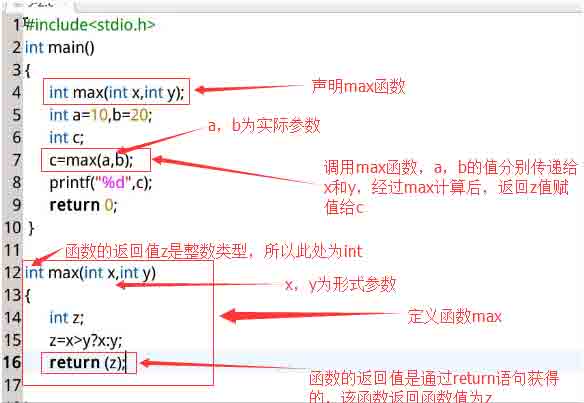 1 #include<stdio.h>
2 int main()
3 {
4 int max(int x,int y);
声明max函数
5 int a=10,b=20;
a，b为实际参数
6 int c;
7 c=max(a,b);
调用max函数，a，b的值分别传递给
x和y，经过max计算后，返回z值赋
值给c
8 printf("%d",c);
9 return 0;
10 }
11
函数的返回值z是整数类型，所以此处为int
12 int max(int x,int y)
x，y为形式参数
13 {
14 int z;
定义函数max
15 z=x>y?x:y;
16 return (z);
函数的返回值是通过return语句获得
的，该函数返回函数值为z
17